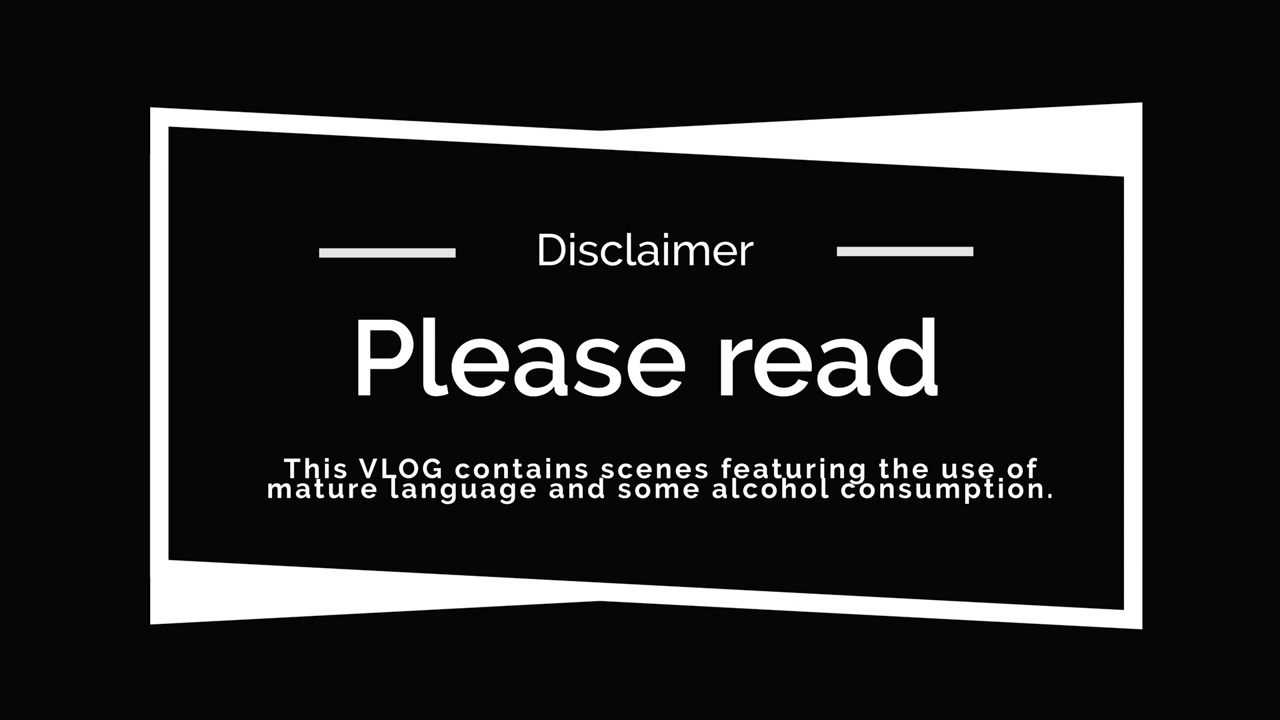 Disclaimer
Please read
This VLOG contains scenes featuring the use of
mature language and some alcohol consumption.